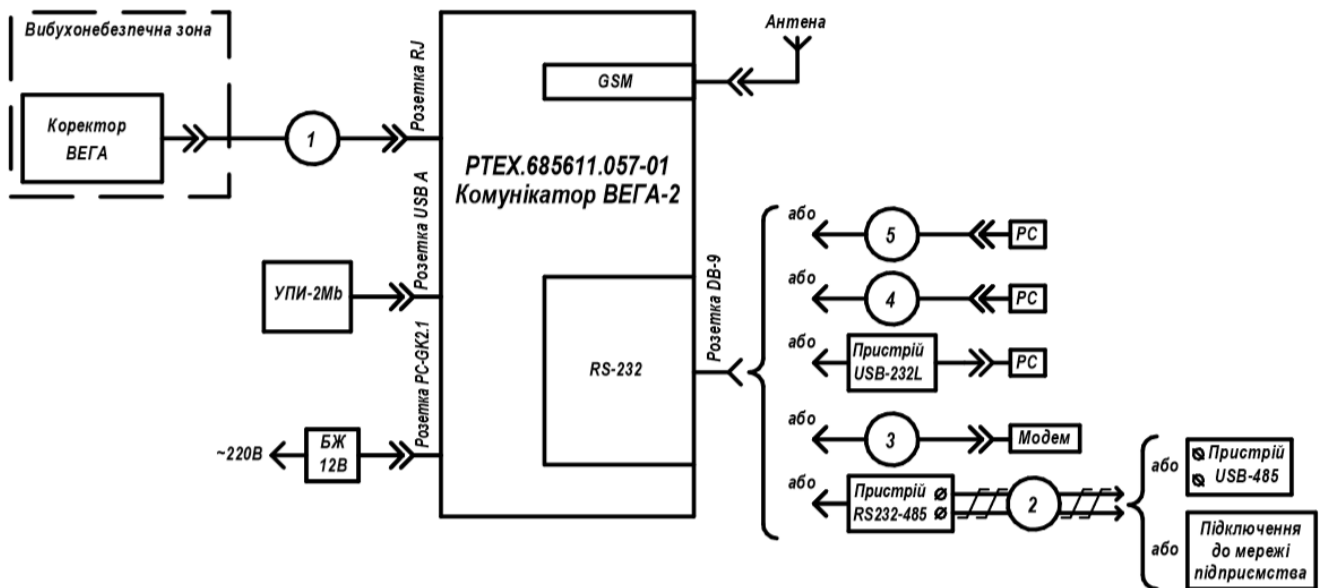 Вибухонебезпечна зона
Коректор
ВЕГА
1
Розетка RJ
GSM
Антена
РТЕХ.685611.057-01
Комунікатор ВЕГА-2
Розетка USB A
УПИ-2Mb
Розетка PC-GK2.1
~220В
БЖ
12В
RS-232
Розетка DB-9
або
5
PC
або
4
PC
або
Пристрій
USB-232L
PC
або
3
Модем
або
Пристрій
RS232-485
2
або
Пристрій
USB-485
або
Підключення
до мережі
підприсмства